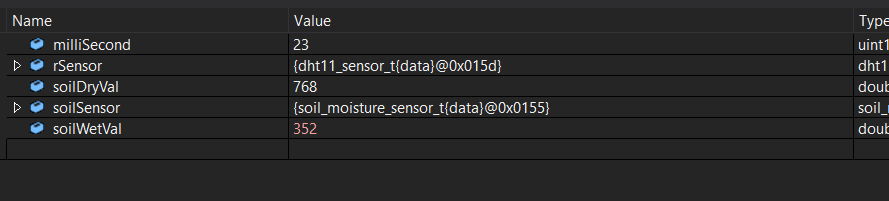 Name Value Type
milliSecond 23 uint1
rSensor {dht11_sensor_t{data}@0x015d} dht1
soilDryVal 768 doub
soilSensor {soil_moisture_sensor_t{data}@0x0155} soil_r
soilWetVal 352 doub